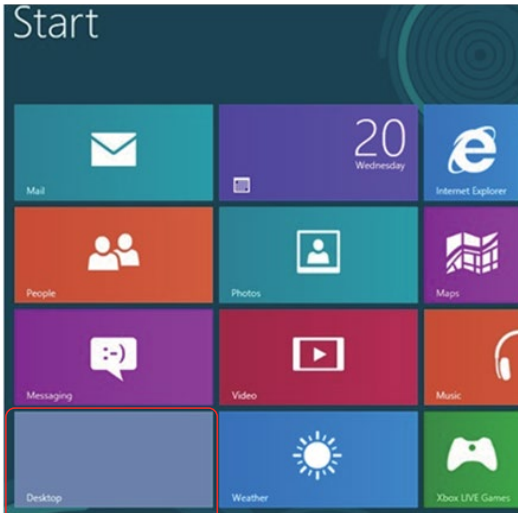 Start
Mail
20
Wednesday
Internet Explorer
People
Photos
Maps
Messaging
:-)
Video
Music
Desktop
Weather
Xbox LIVE Games